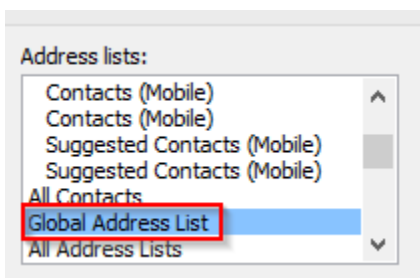 Address lists:
Contacts (Mobile)
Contacts (Mobile)
Suggested Contacts (Mobile)
Suggested Contacts (Mobile)
All Contacts
Global Address List
All Address Lists